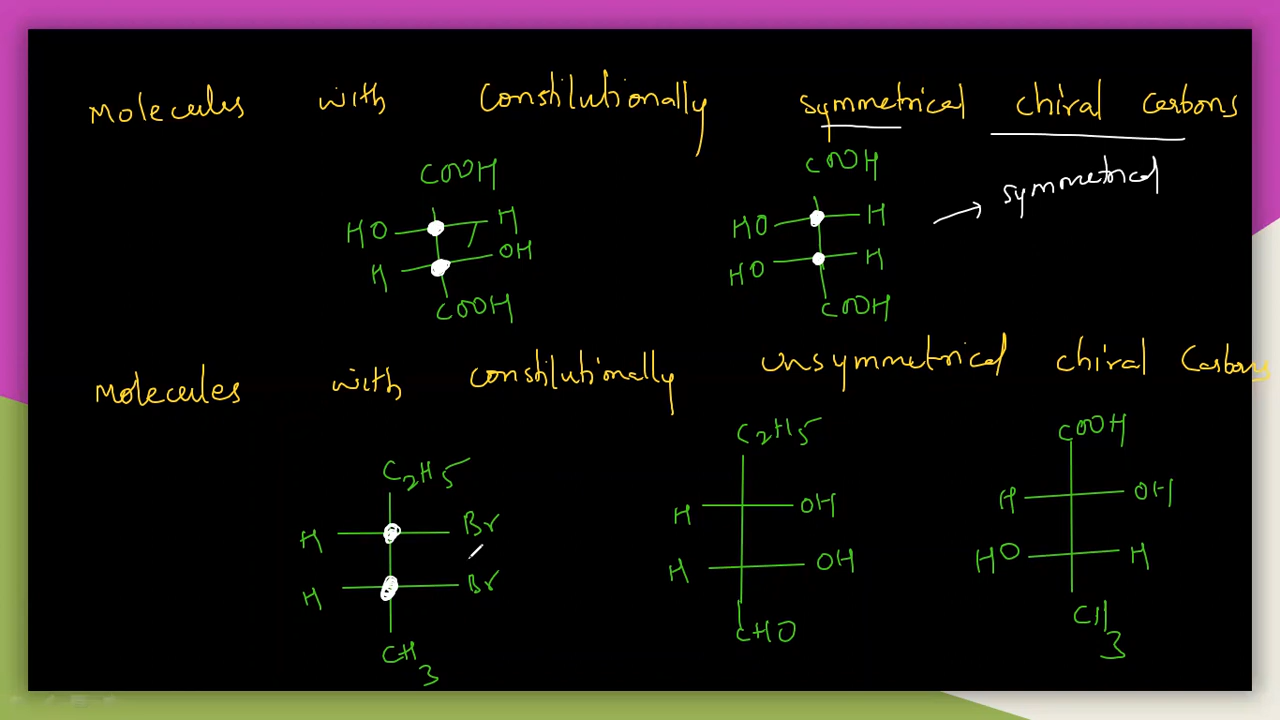 Molecules with constitutionally symmetrical chiral carbons
COOH COOH
symmetrical
HO H HO H
H OH HO H
COOH COOH
Molecules with constitutionally unsymmetrical chiral Carbons
C2H5 C2H5 COOH
H Br H OH H OH
H Br H OH HO H
CH3 CHO CH3